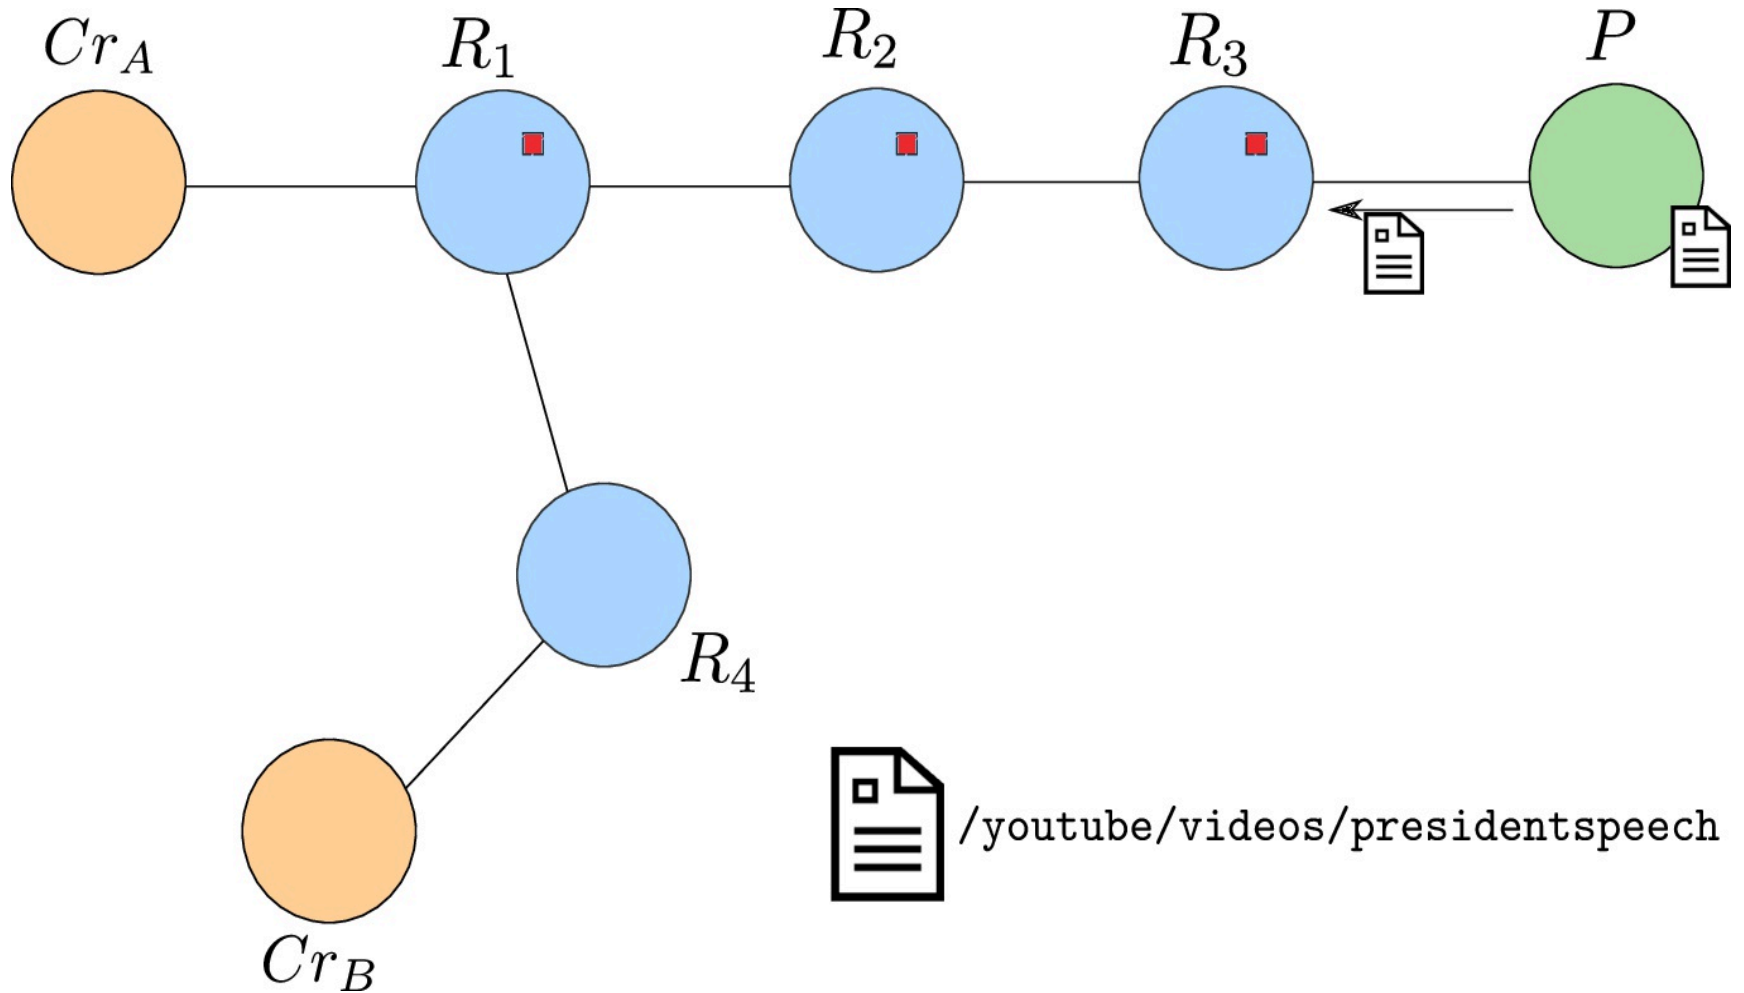 Cr_A
R_1
R_2
R_3
P
R_4
/youtube/videos/presidentspeech
Cr_B